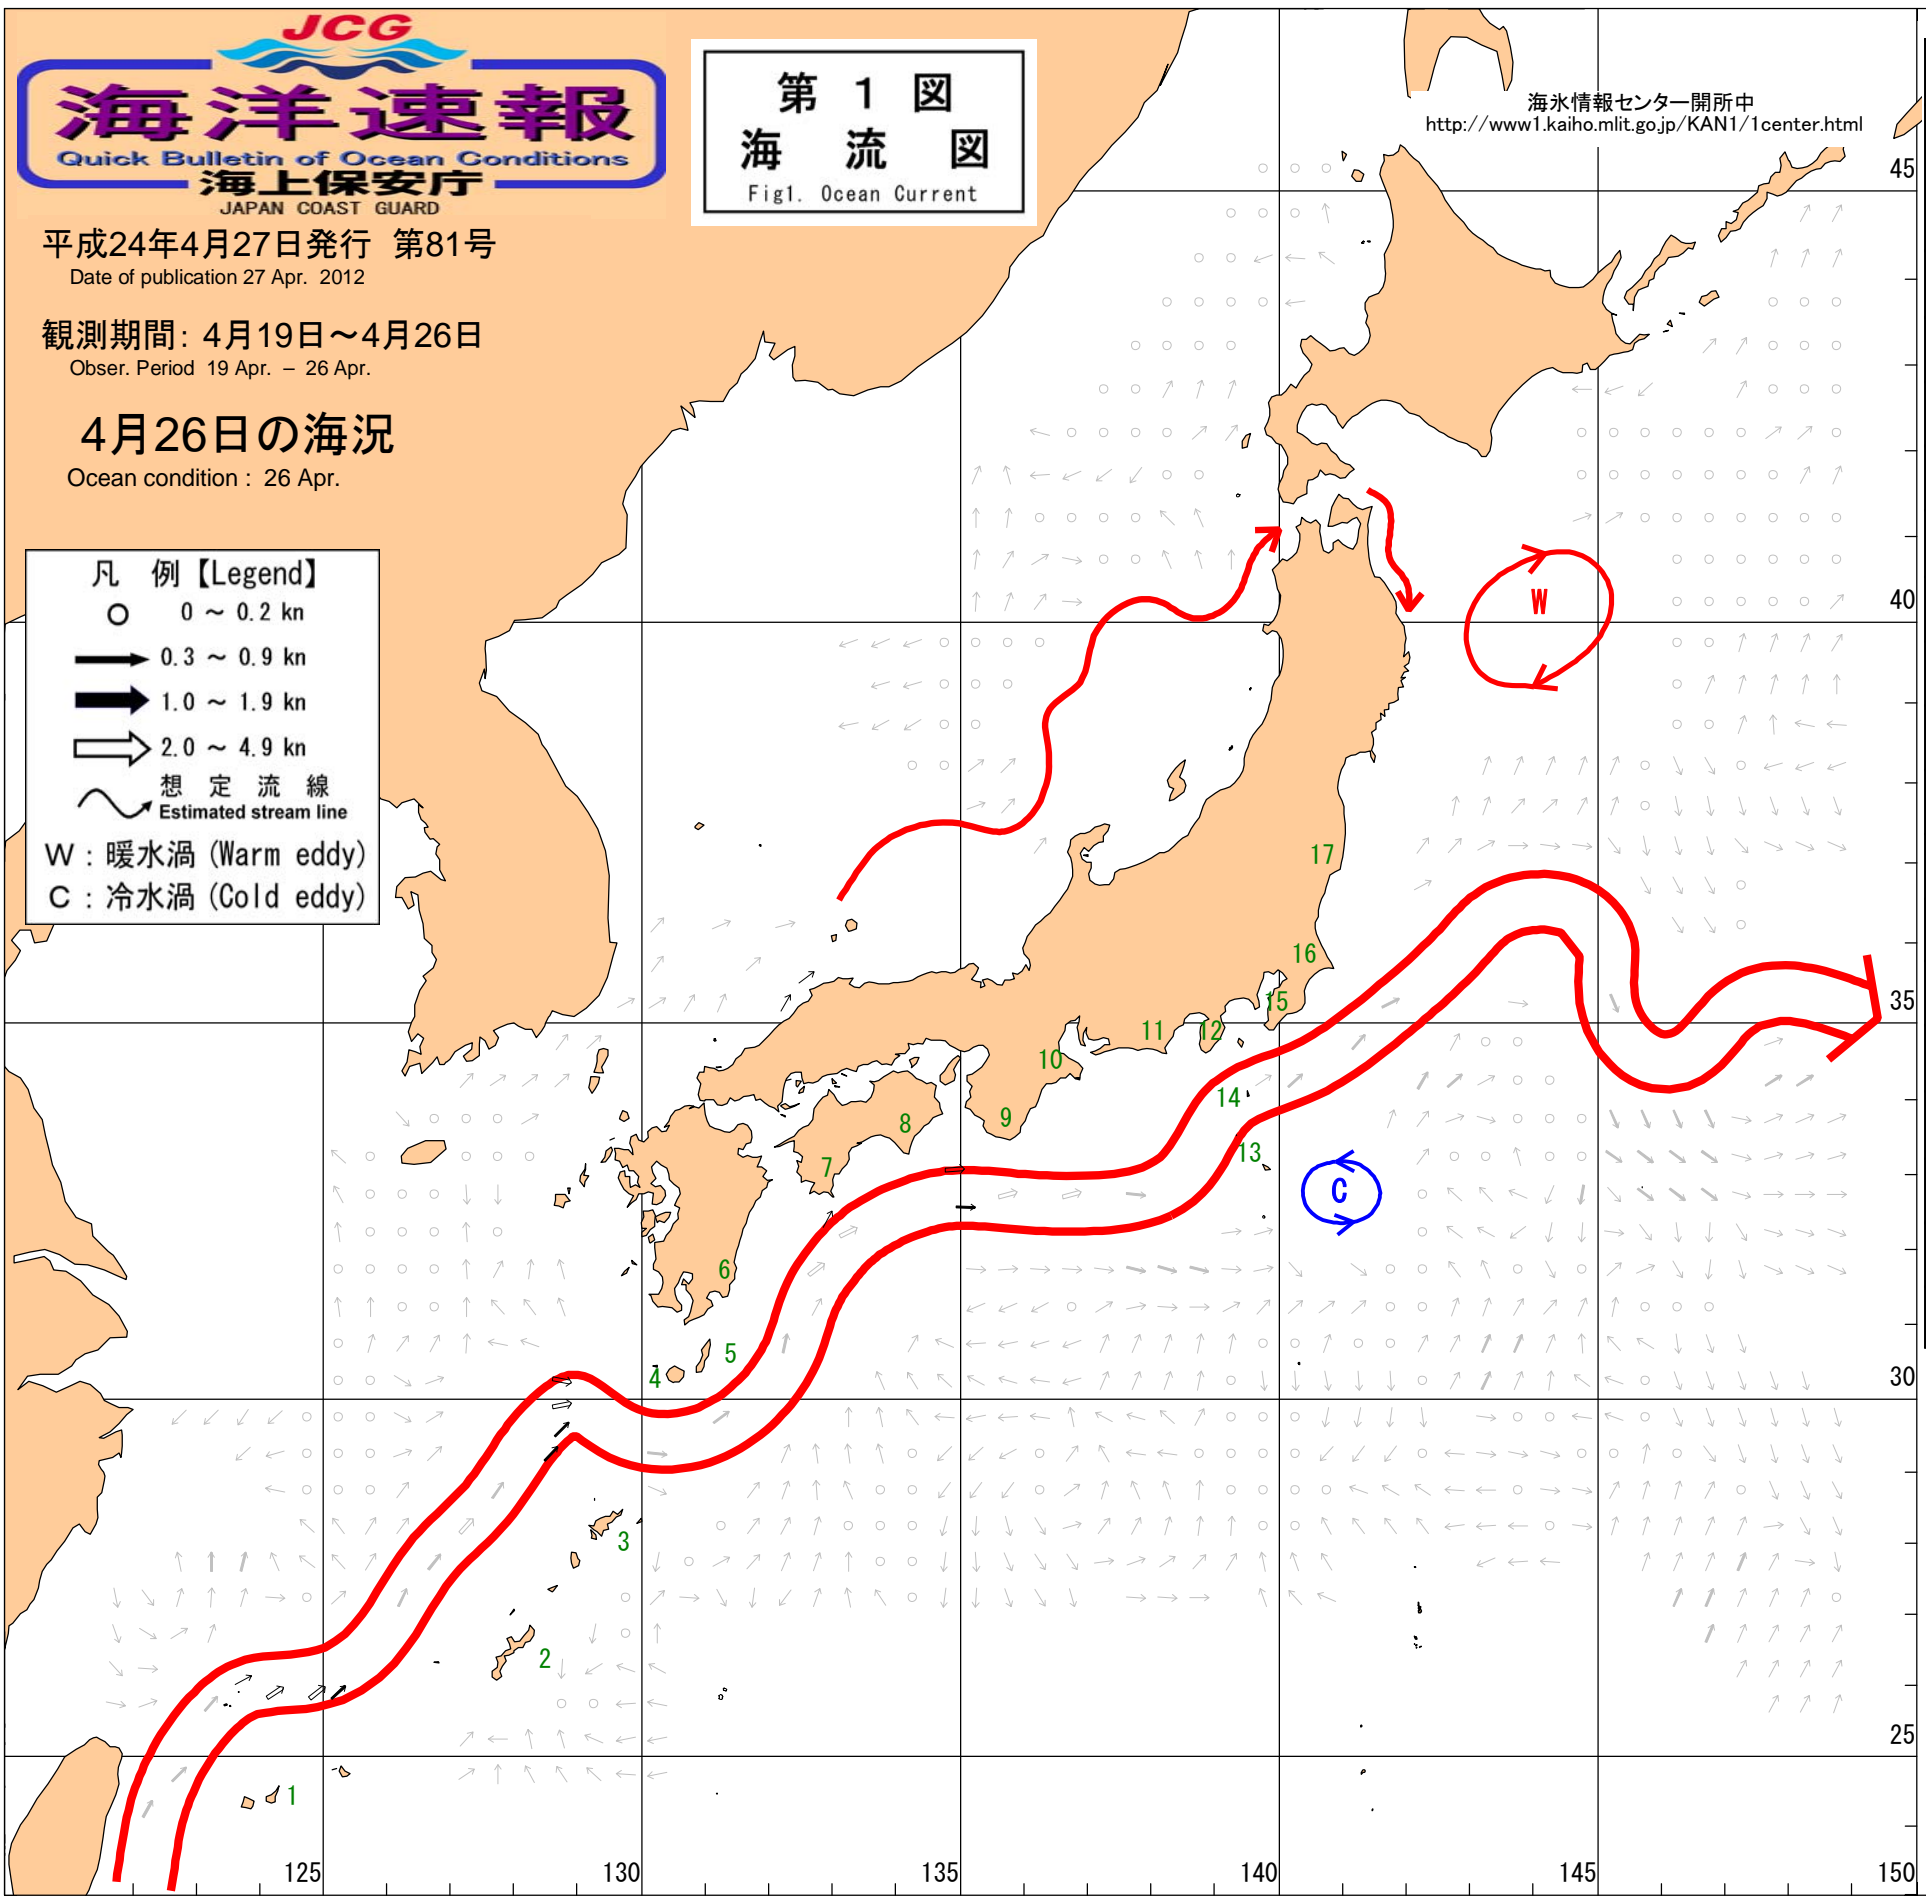 JCG
海洋速報
Quick Bulletin of Ocean Conditions
海上保安庁
JAPAN COAST GUARD
平成24年4月27日発行 第81号
Date of publication 27 Apr. 2012
観測期間: 4月19日～4月26日
Obser. Period 19 Apr. – 26 Apr.
4月26日の海況
Ocean condition : 26 Apr.
第 1 図
海 流 図
Fig1. Ocean Current
海氷情報センター開所中
http://www1.kaiho.mlit.go.jp/KAN1/1center.html
凡 例【Legend】
0 ～ 0.2 kn
0.3 ～ 0.9 kn
1.0 ～ 1.9 kn
2.0 ～ 4.9 kn
想 定 流 線
Estimated stream line
W : 暖水渦 (Warm eddy)
C : 冷水渦 (Cold eddy)
45
40
W
17
16
35
15
12
11
10
14
9
8
13
7
C
6
5
4
30
3
2
25
1
125
130
135
140
145
150